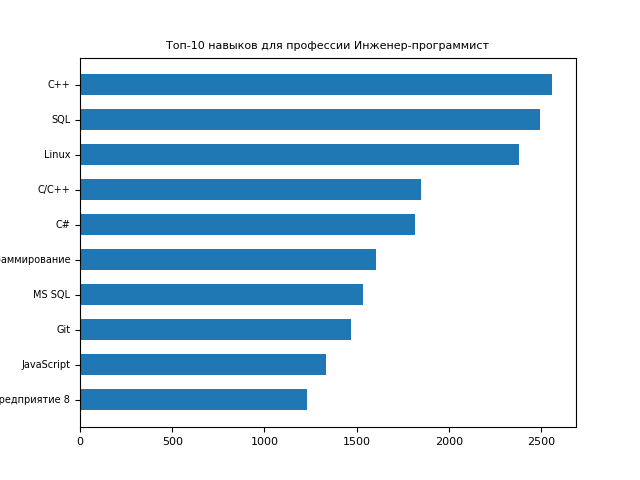 Топ-10 навыков для профессии Инженер-программист
C++
SQL
Linux
C/C++
C#
аммирование
MS SQL
Git
JavaScript
редприятие 8
0 500 1000 1500 2000 2500